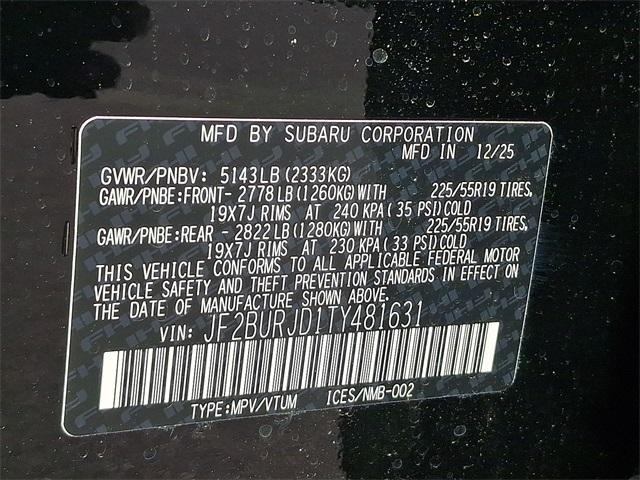 MFD BY SUBARU CORPORATION
MFD IN 12/25
GVWR/PNBV: 5143LB (2333KG)
GAWR/PNBE:FRONT- 2778LB(1260KG)WITH 225/55R19 TIRES,
19X7J RIMS AT 240 KPA(35 PSI)COLD
GAWR/PNBE:REAR - 2822LB(1280KG)WITH 225/55R19 TIRES,
19X7J RIMS AT 230 KPA(33 PSI)COLD
THIS VEHICLE CONFORMS TO ALL APPLICABLE FEDERAL MOTOR
VEHICLE SAFETY AND THEFT PREVENTION STANDARDS IN EFFECT ON
THE DATE OF MANUFACTURE SHOWN ABOVE.
VIN: JF2BURJD1TY481631
TYPE:MPV/VTUM ICES/NMB-002